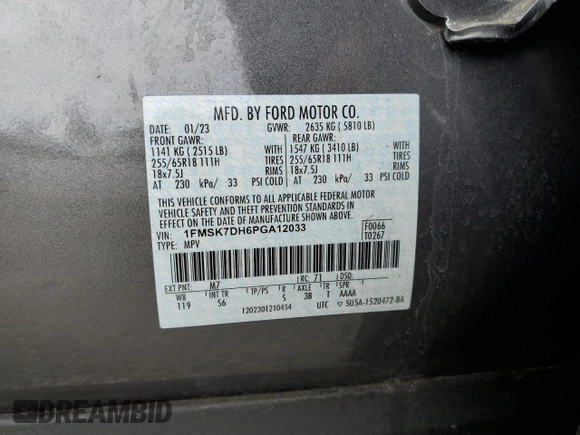 MFD. BY FORD MOTOR CO.
DATE: 01/23 GVWR: 2635 KG ( 5810 LB)
FRONT GAWR: REAR GAWR:
1141 KG ( 2515 LB) WITH 1547 KG ( 3410 LB) WITH
255/65R18 111H TIRES 255/65R18 111H TIRES
18x7.5J RIMS 18x7.5J RIMS
AT 230 kPa/ 33 PSI COLD AT 230 kPa/ 33 PSI COLD
THIS VEHICLE CONFORMS TO ALL APPLICABLE FEDERAL MOTOR
VEHICLE SAFETY AND THEFT PREVENTION STANDARDS IN
EFFECT ON THE DATE OF MANUFACTURE SHOWN ABOVE.
VIN: 1FMSK7DH6PGA12033 F0066
TYPE: MPV T0267
EXT PNT: M7 RC: 71 DSO:
WB INT TR TP/PS R AXLE TR SPR
119 S6 S 3B T AAAA
1202301210454 UTC ▽ 5U5A-1520472-BA
DREAMBID